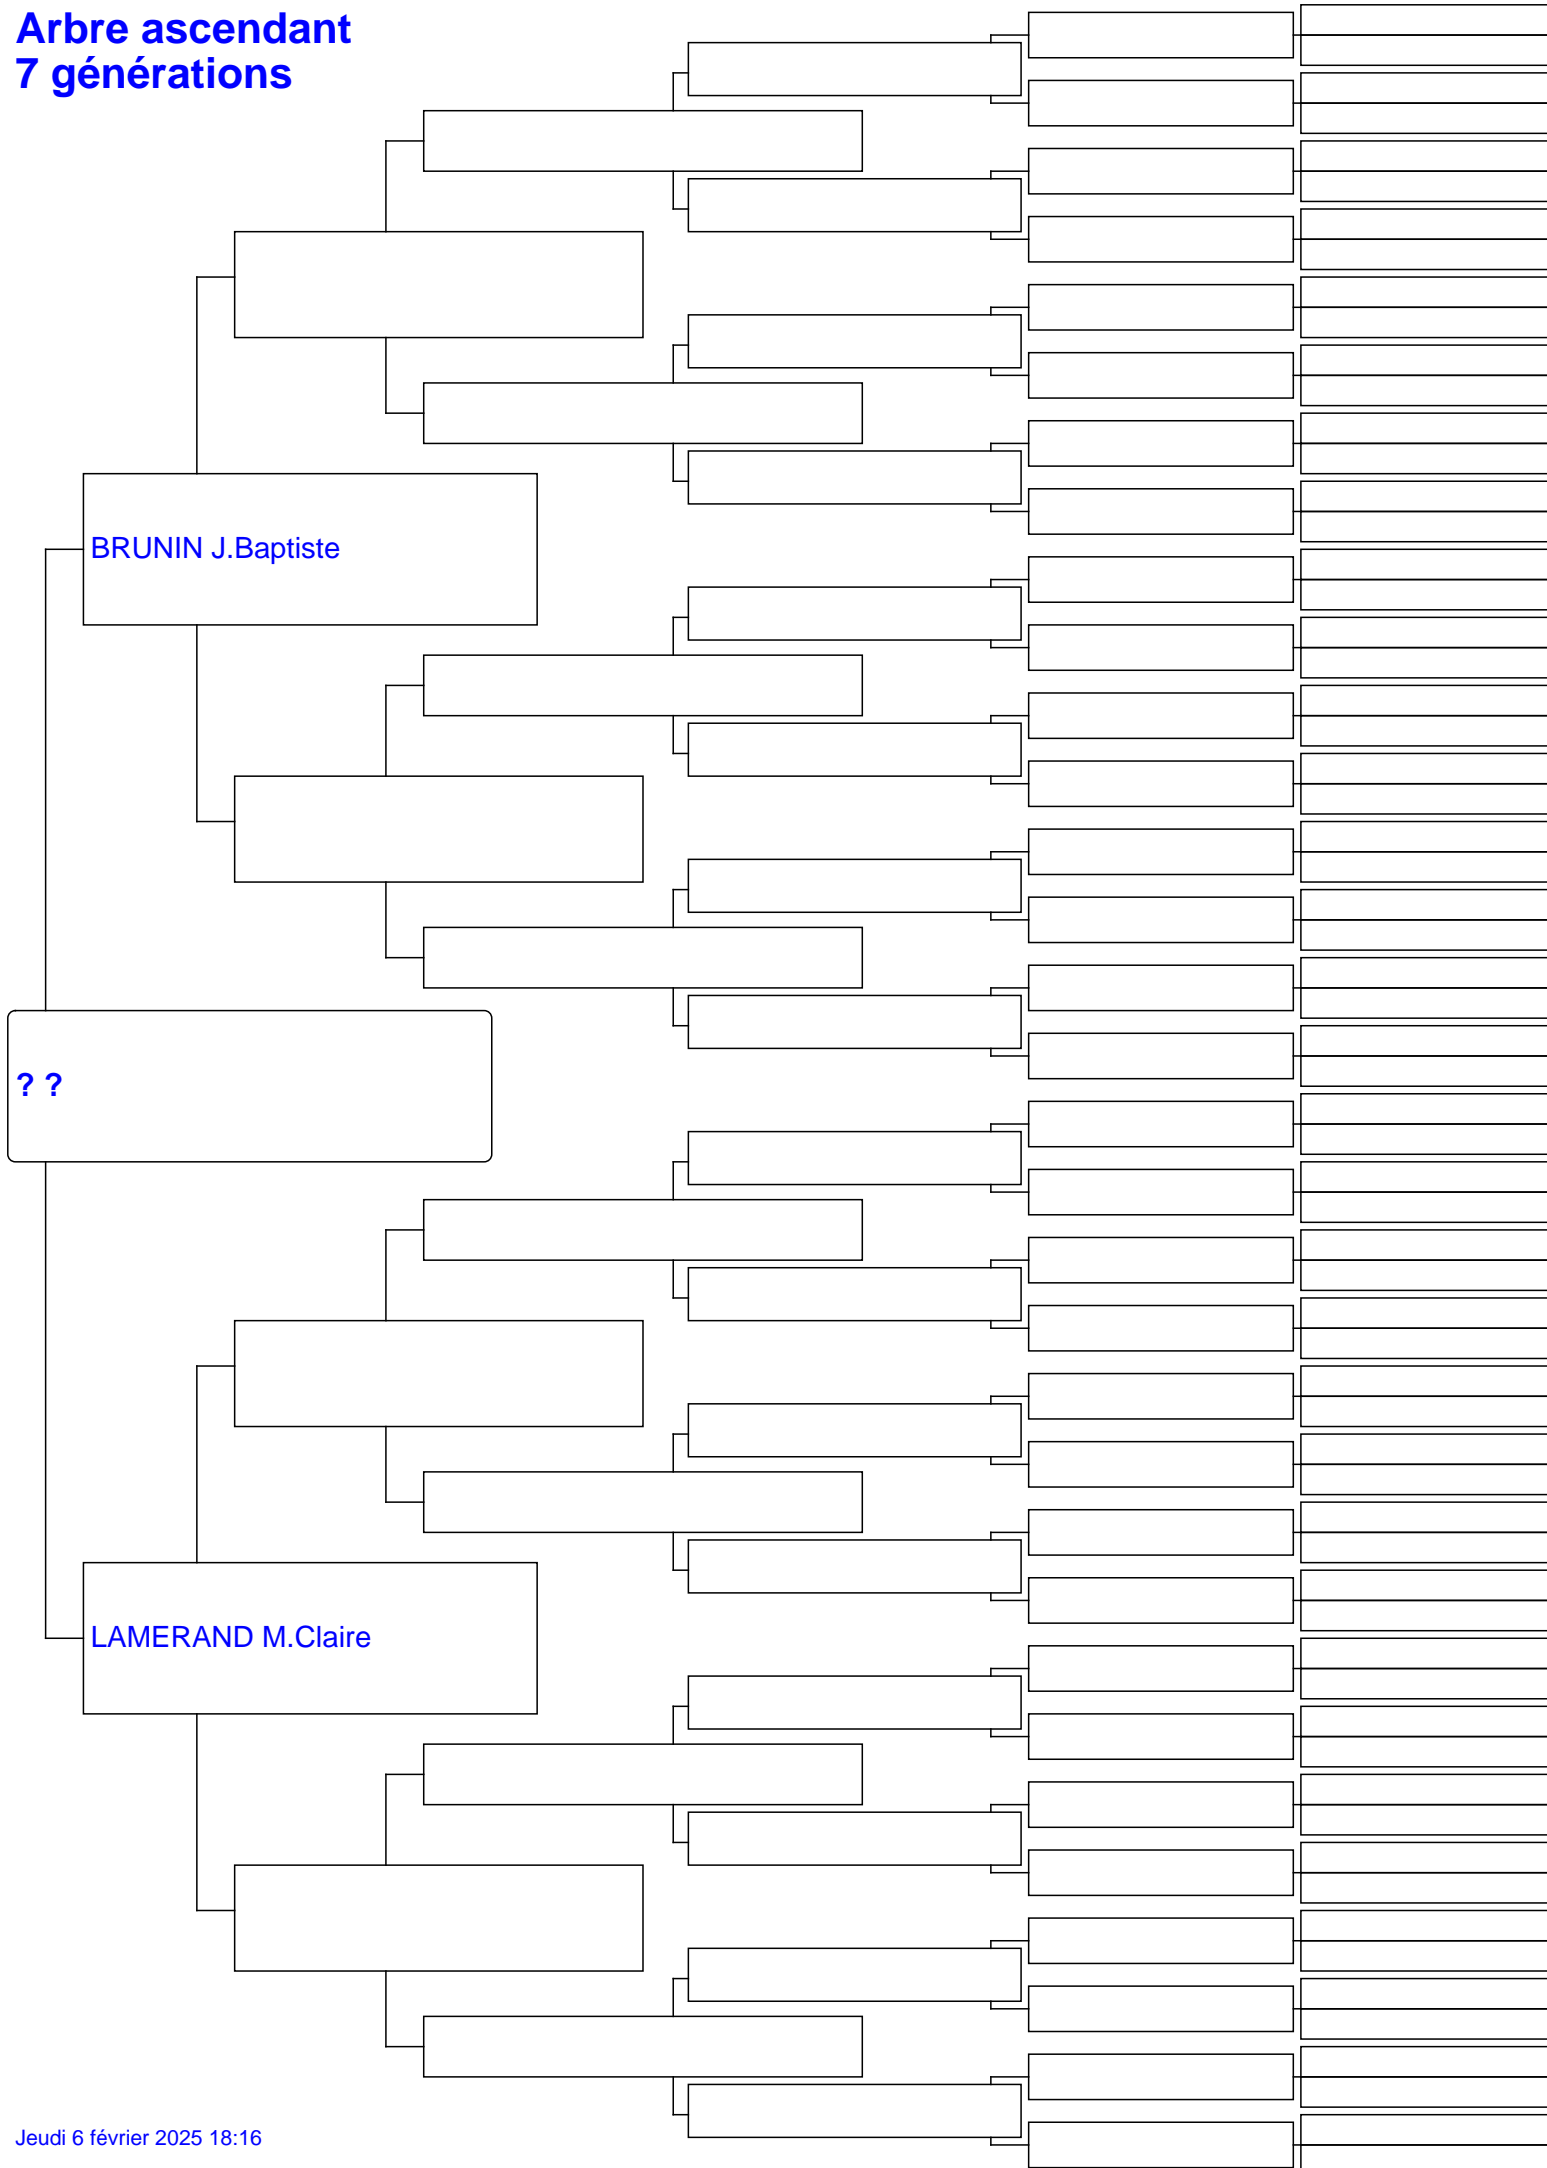 Arbre ascendant
7 générations
BRUNIN J.Baptiste
? ?
LAMERAND M.Claire
Jeudi 6 février 2025 18:16